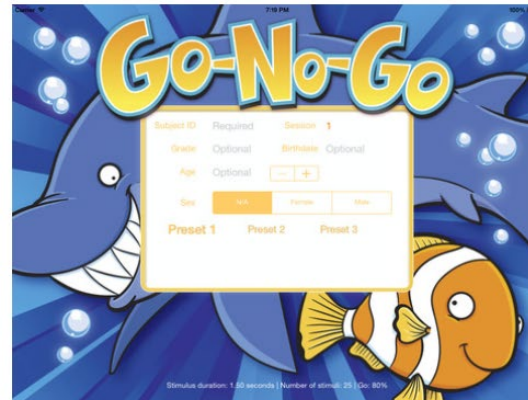 Carrier 7:18 PM 100%
Go-No-Go
Subject ID Required Session 1
Grade Optional Birthdate Optional
Age Optional - +
Sex N/A Female Male
Preset 1 Preset 2 Preset 3
Stimulus duration: 1.50 seconds | Number of stimuli: 25 | Go: 80%